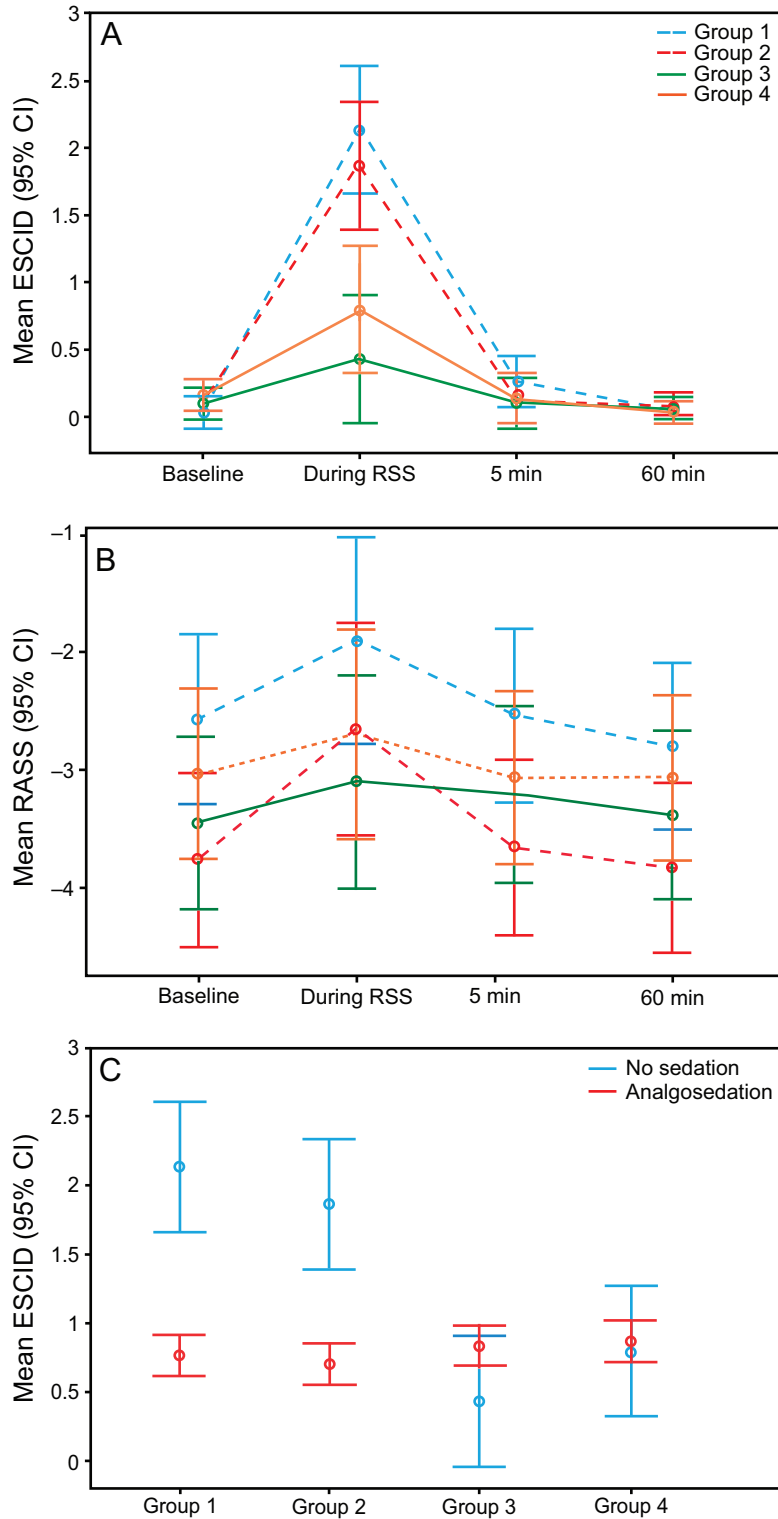 A
Group 1
Group 2
Group 3
Group 4
Mean ESCID (95% CI)
3
2.5
2
1.5
1
0.5
0
Baseline During RSS 5 min 60 min
B
Mean RASS (95% CI)
–1
–2
–3
–4
Baseline During RSS 5 min 60 min
C
No sedation
Analgosedation
Mean ESCID (95% CI)
3
2.5
2
1.5
1
0.5
0
Group 1 Group 2 Group 3 Group 4